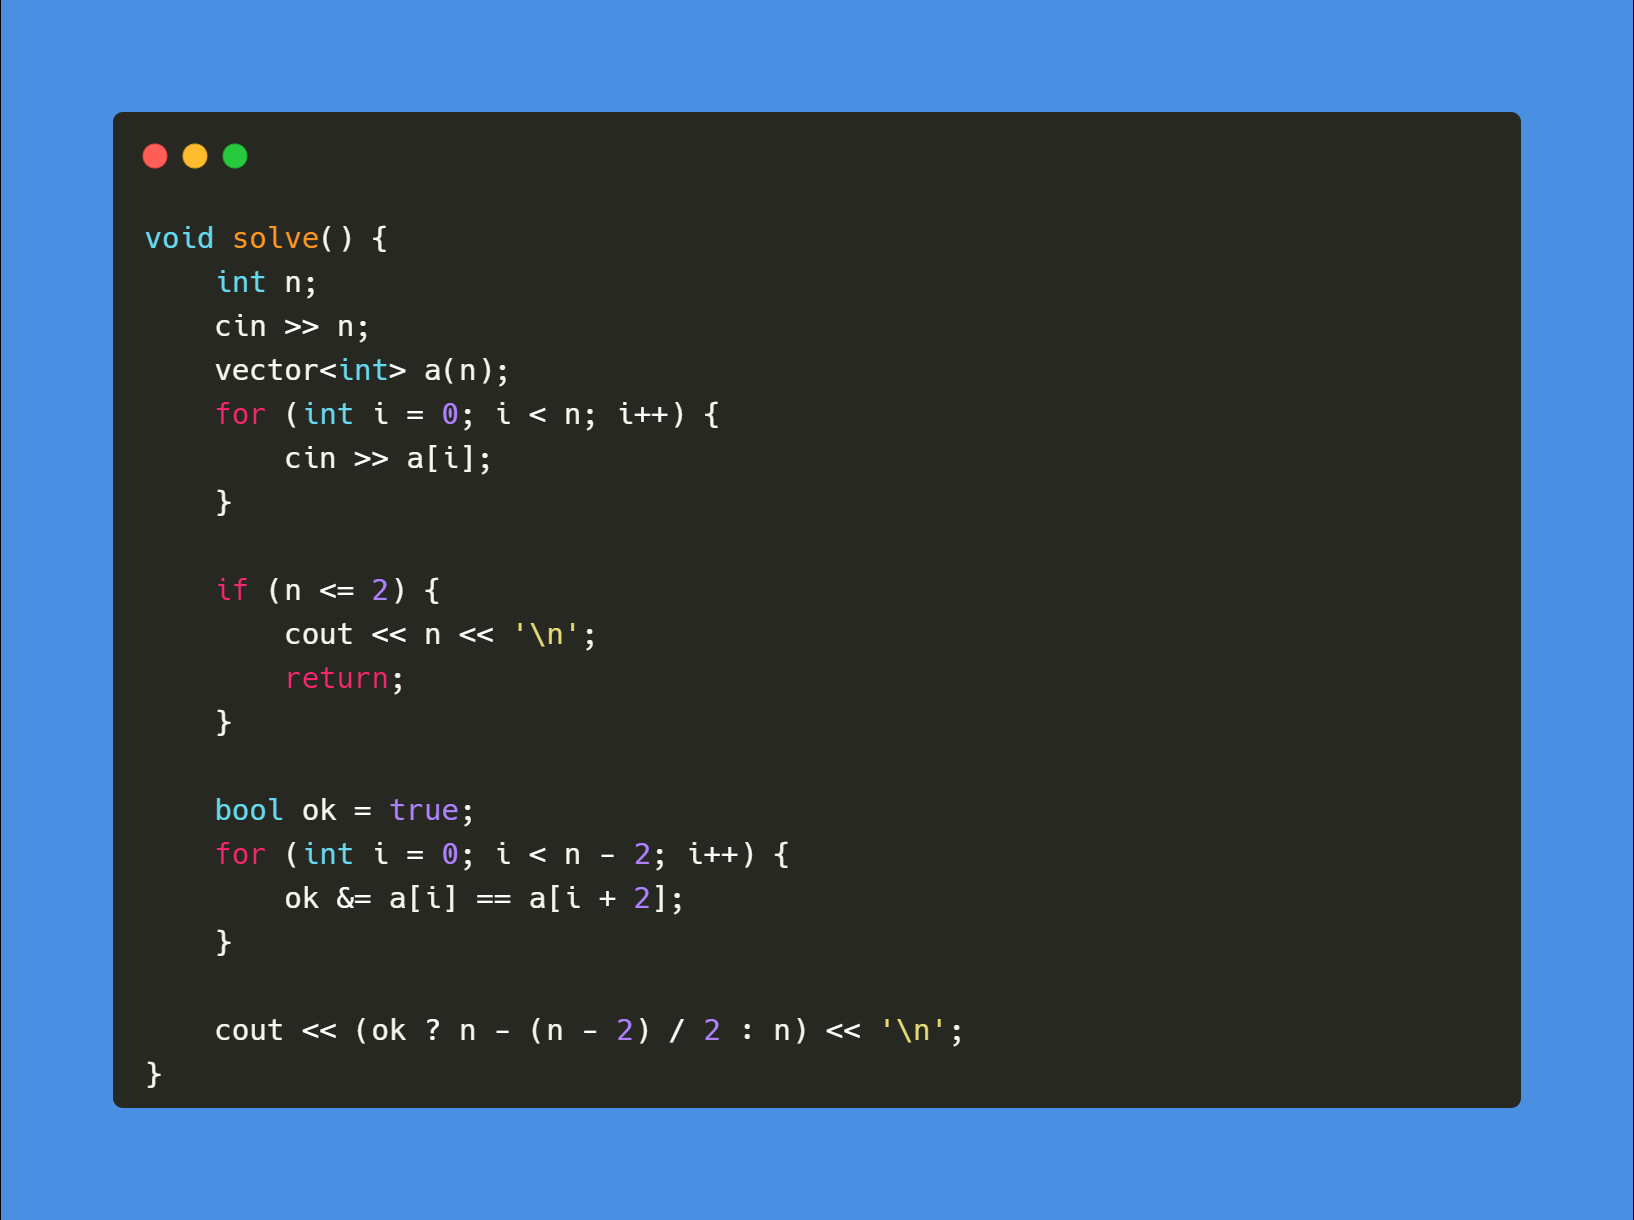 void solve() {
    int n;
    cin >> n;
    vector<int> a(n);
    for (int i = 0; i < n; i++) {
        cin >> a[i];
    }

    if (n <= 2) {
        cout << n << '\n';
        return;
    }

    bool ok = true;
    for (int i = 0; i < n - 2; i++) {
        ok &= a[i] == a[i + 2];
    }

    cout << (ok ? n - (n - 2) / 2 : n) << '\n';
}